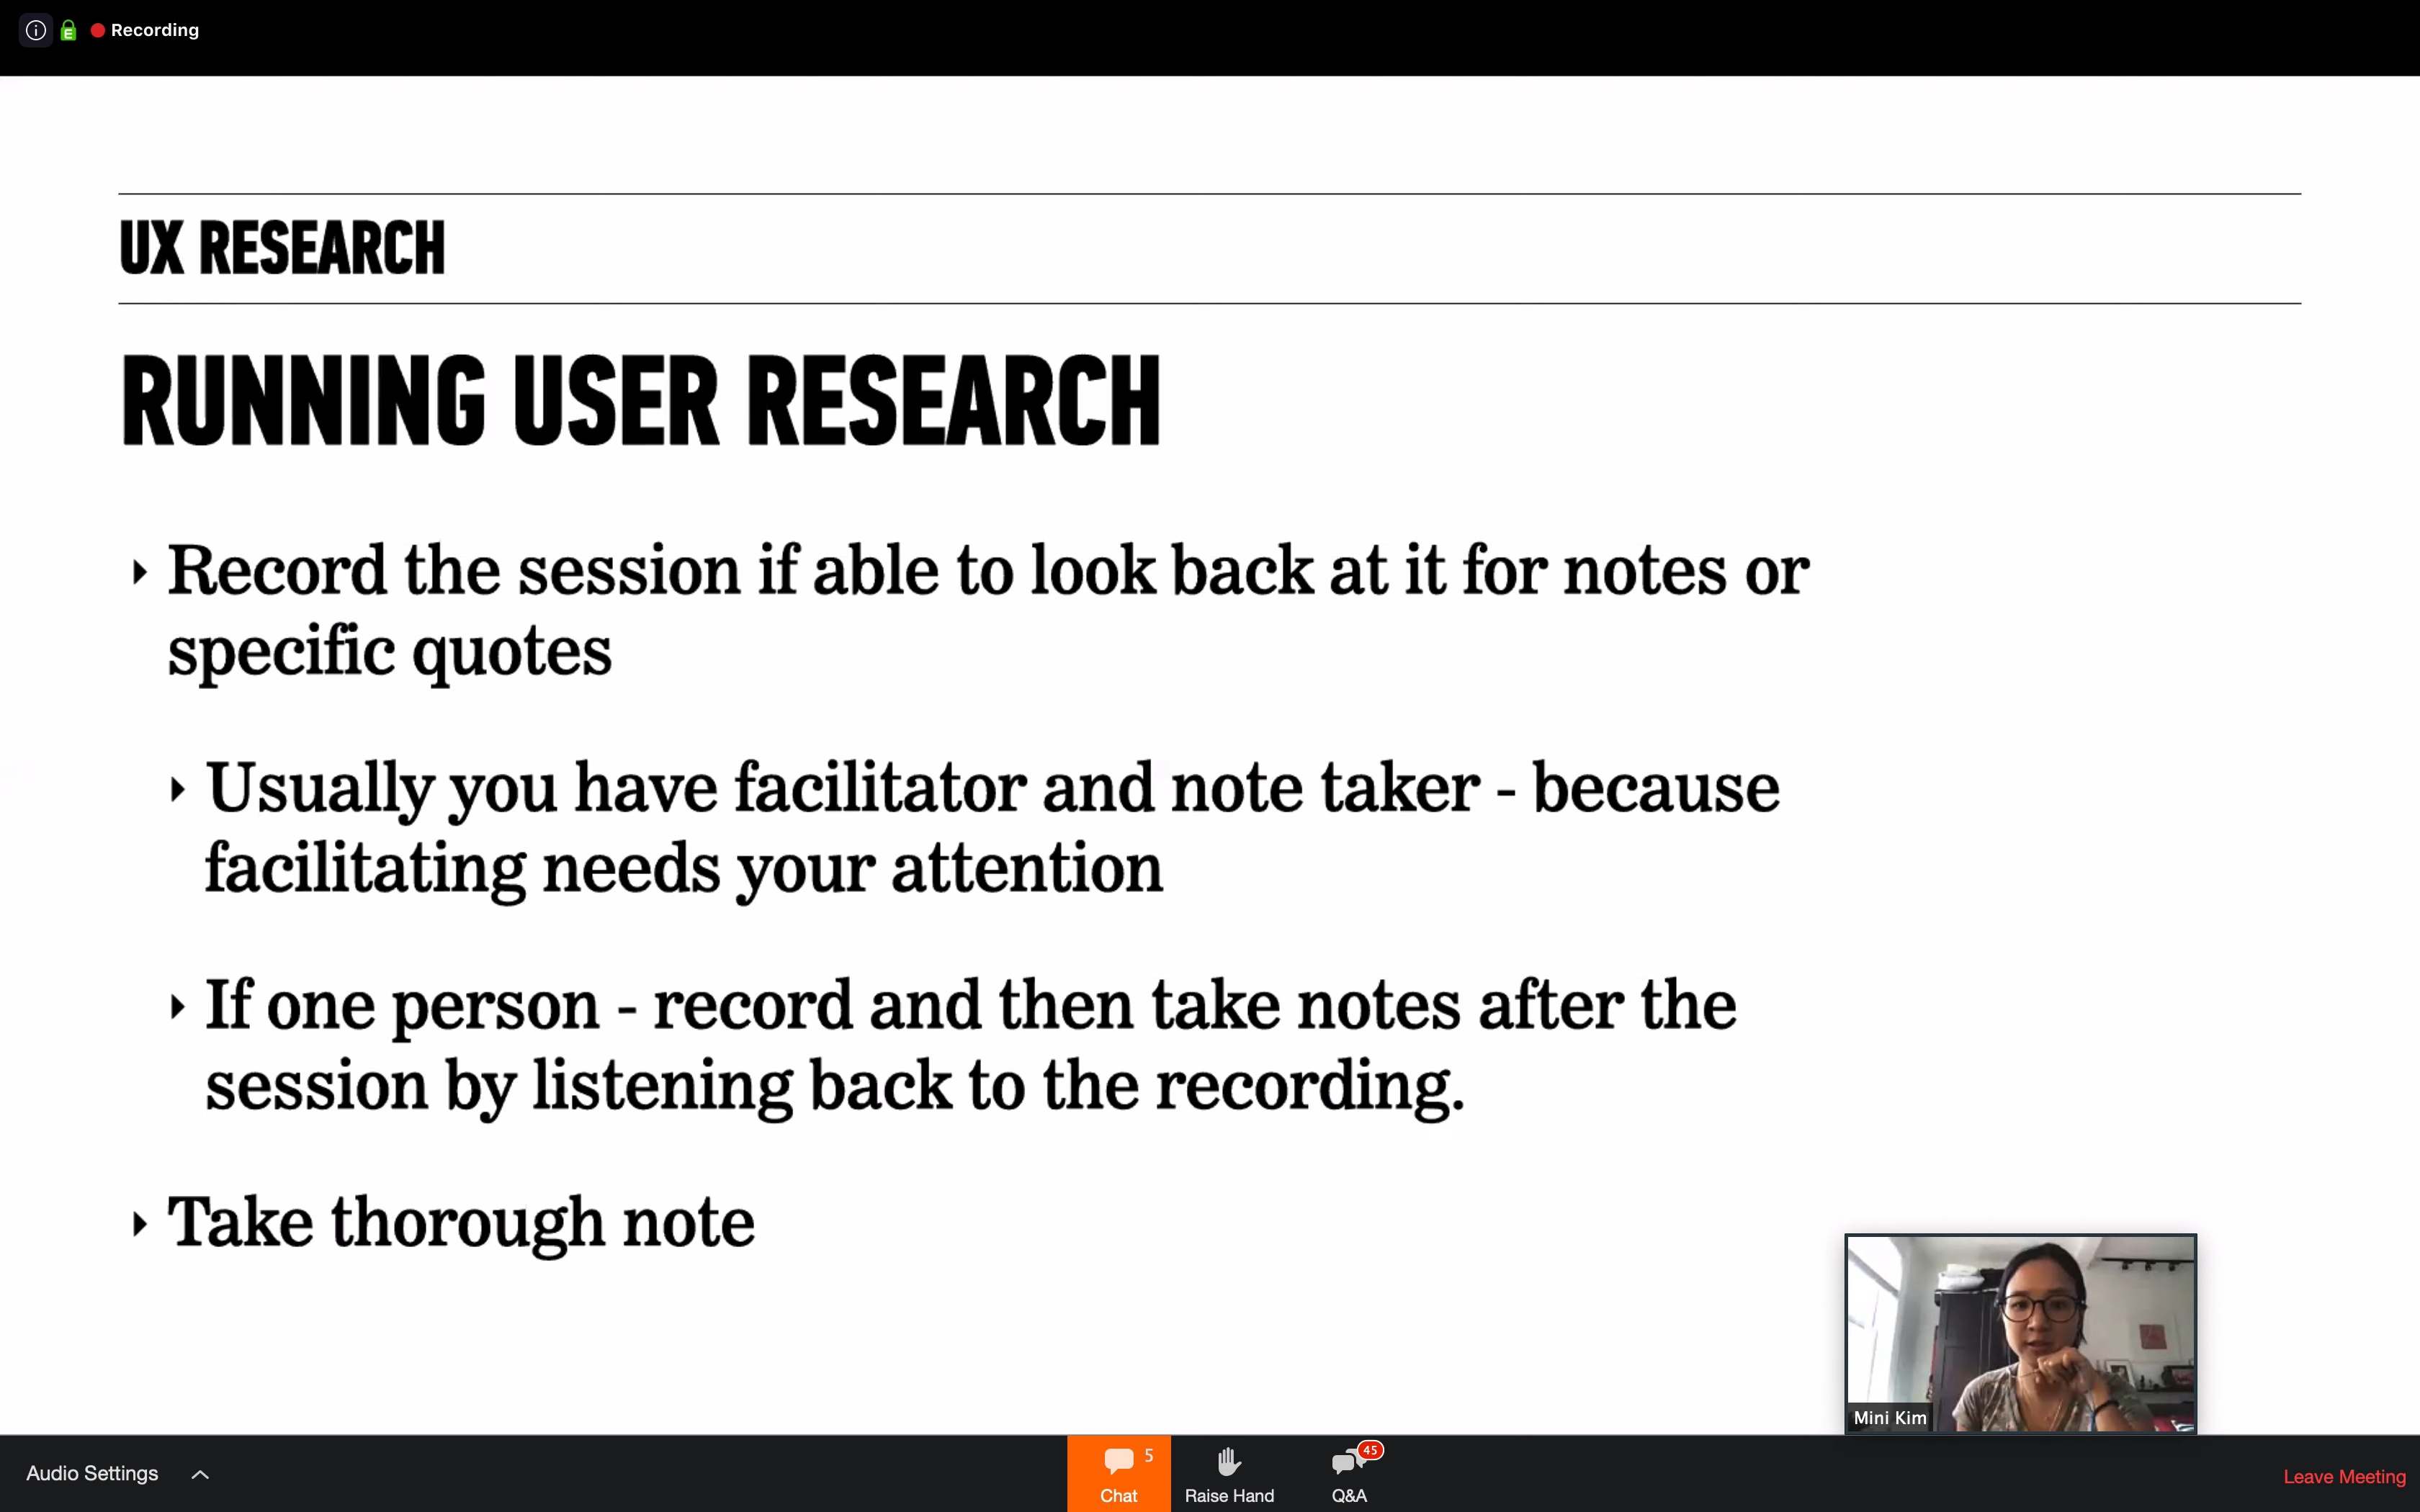 Recording
UX RESEARCH
RUNNING USER RESEARCH
Record the session if able to look back at it for notes or
specific quotes
Usually you have facilitator and note taker - because
facilitating needs your attention
If one person - record and then take notes after the
session by listening back to the recording.
Take thorough note
Mini Kim
Audio Settings
5
Chat
Raise Hand
45
Q&A
Leave Meeting